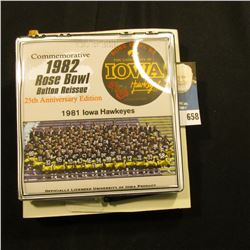 Commemorative
1982
Rose Bowl
Button Reissue
25th Anniversary Edition
IOWA
HAWKEYES
1981 Iowa Hawkeyes
OFFICIALLY LICENSED UNIVERSITY OF IOWA PRODUCT
658